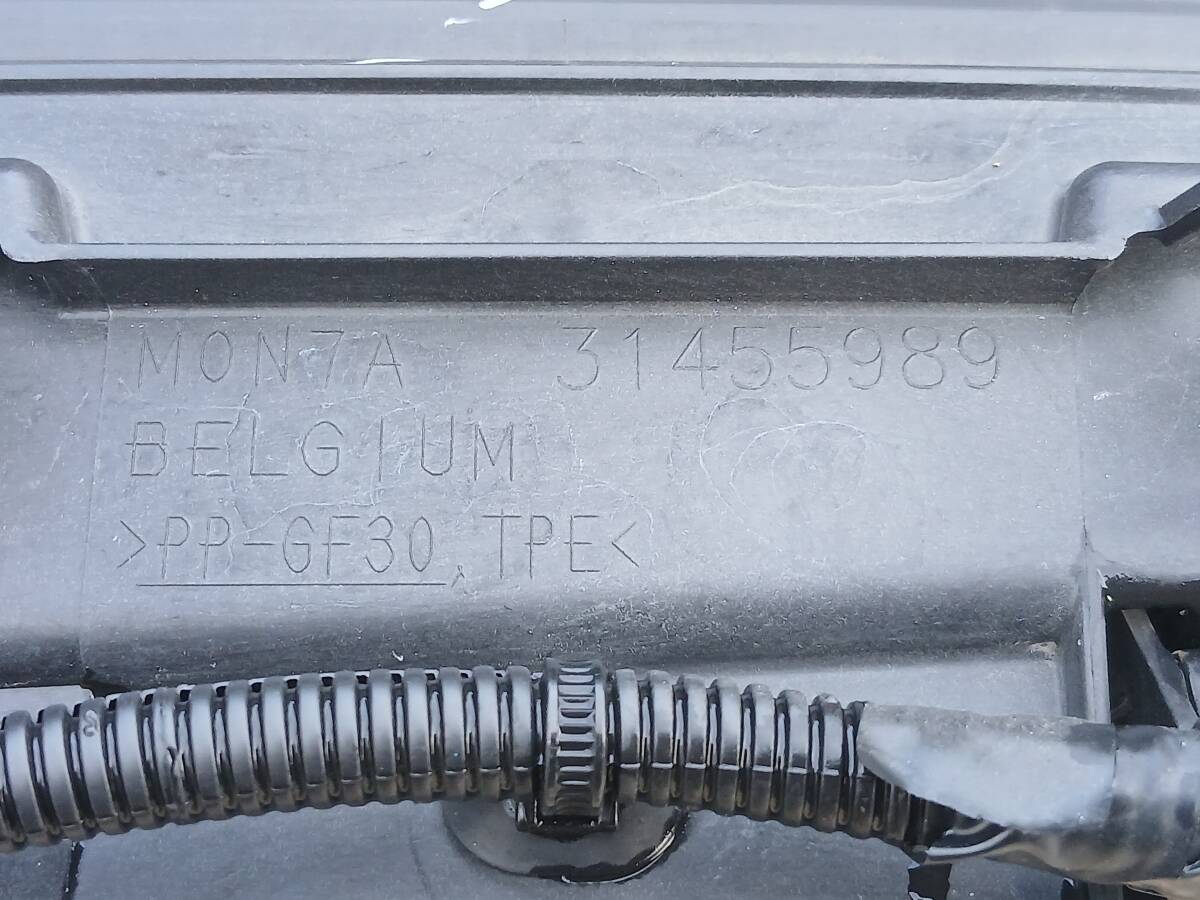 MON7A 31455989
BELGIUM
>PP-GF30, TPE<